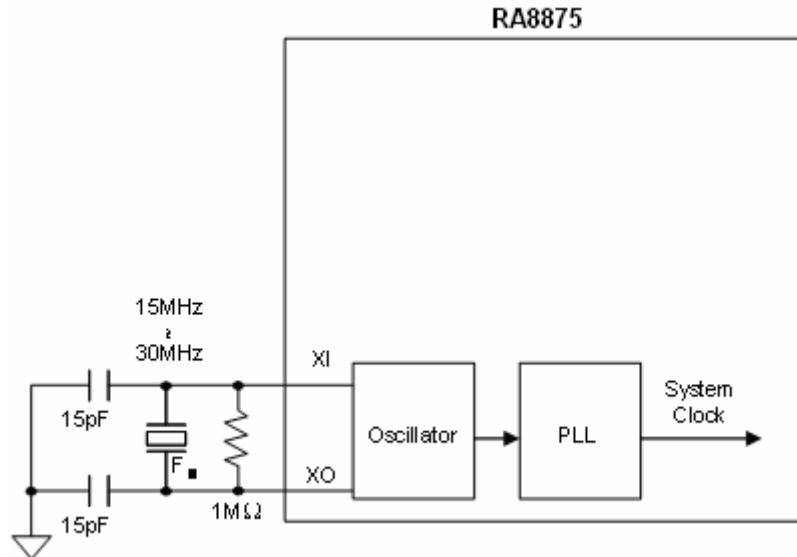 RA8875
15MHz
~
30MHz
XI
15pF
Oscillator
PLL
System
Clock
F
XO
15pF
1MΩ